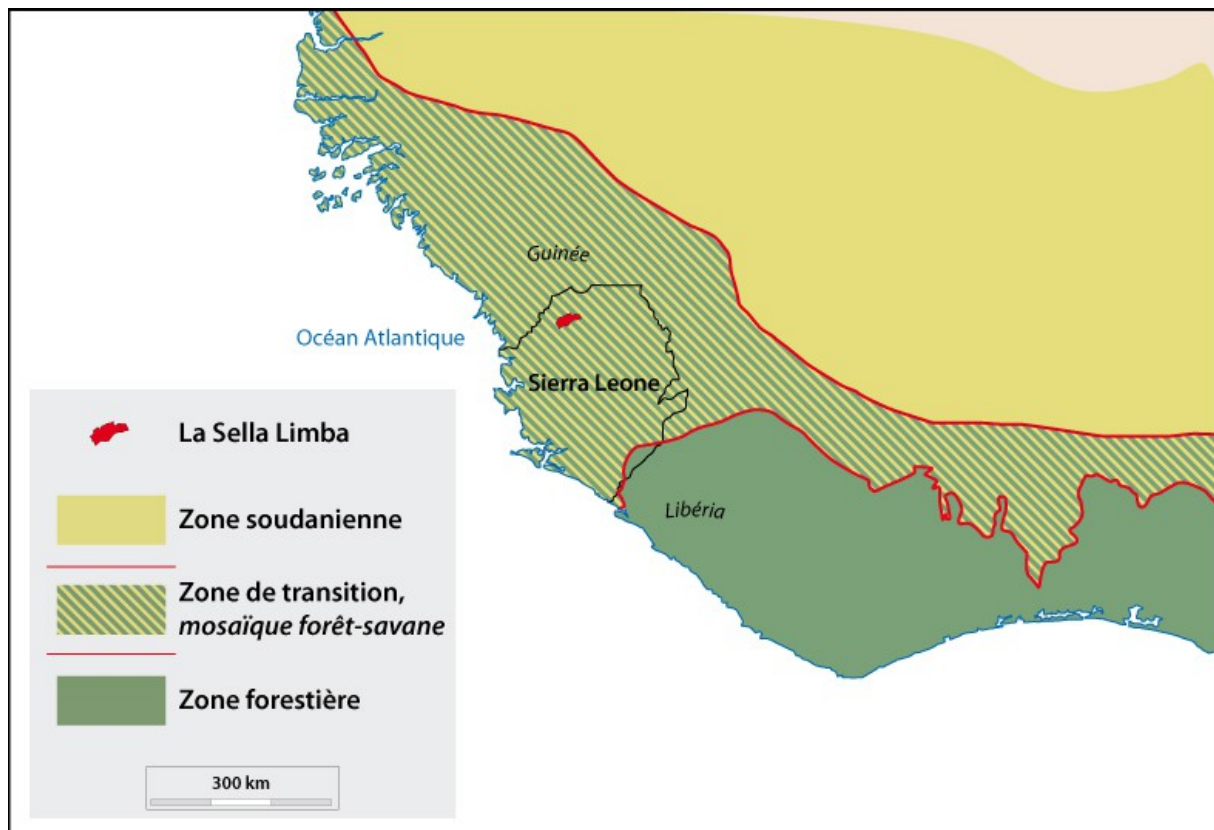 Guinée
Océan Atlantique
Sierra Leone
Libéria
La Sella Limba
Zone soudanienne
Zone de transition,
mosaïque forêt-savane
Zone forestière
300 km